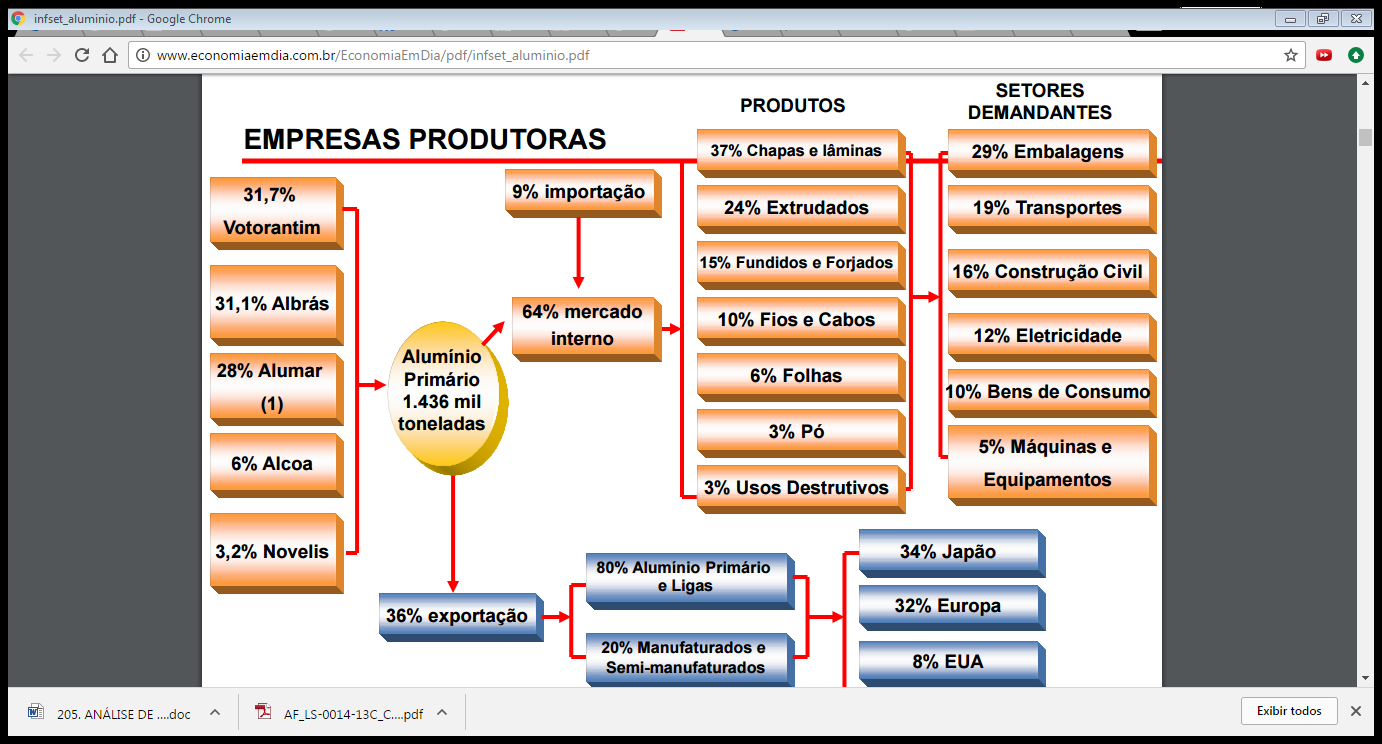 infset_aluminio.pdf - Google Chrome
www.economiaemdia.com.br/EconomiaEmDia/pdf/infset_aluminio.pdf
EMPRESAS PRODUTORAS
PRODUTOS
SETORES
DEMANDANTES
31,7%
Votorantim
31,1% Albrás
28% Alumar
(1)
6% Alcoa
3,2% Novelis
Alumínio
Primário
1.436 mil
toneladas
9% importação
64% mercado
interno
37% Chapas e lâminas
24% Extrudados
15% Fundidos e Forjados
10% Fios e Cabos
6% Folhas
3% Pó
3% Usos Destrutivos
29% Embalagens
19% Transportes
16% Construção Civil
12% Eletricidade
10% Bens de Consumo
5% Máquinas e
Equipamentos
36% exportação
80% Alumínio Primário
e Ligas
20% Manufaturados e
Semi-manufaturados
34% Japão
32% Europa
8% EUA
205. ANÁLISE DE ....doc
AF_LS-0014-13C_C....pdf
Exibir todos